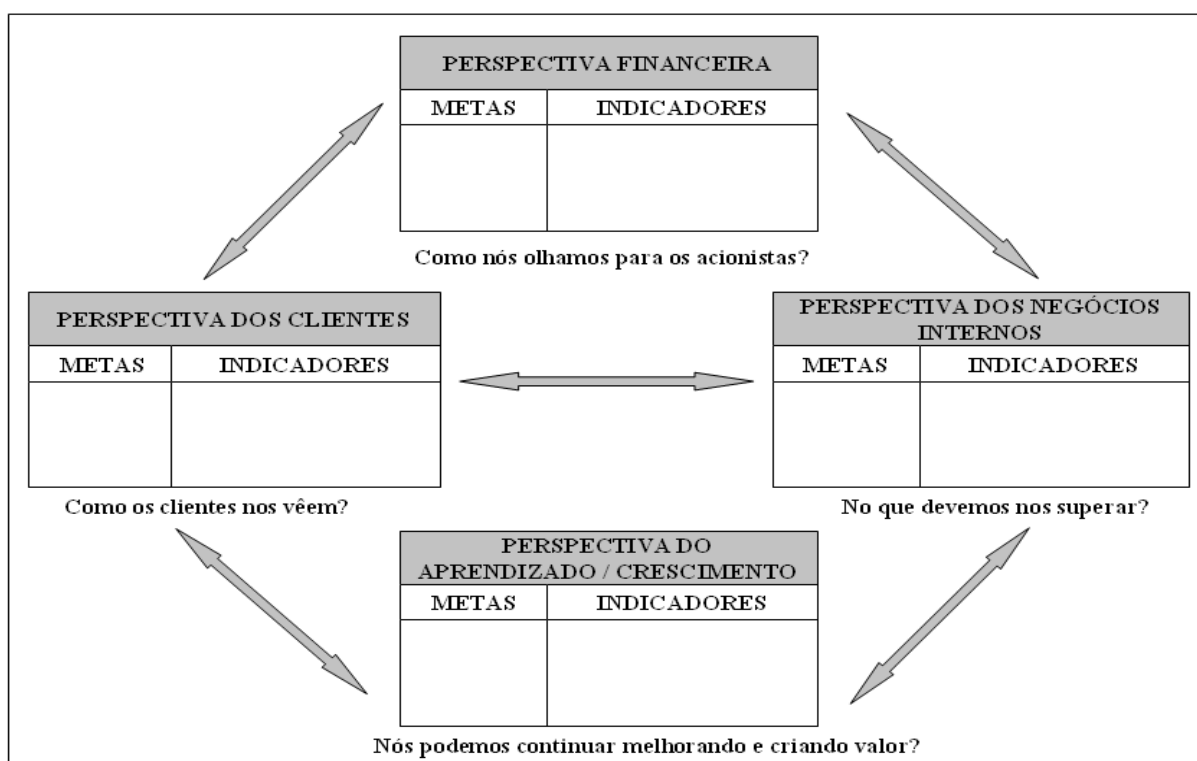 PERSPECTIVA FINANCEIRA
METAS INDICADORES
Como nós olhamos para os acionistas?
PERSPECTIVA DOS CLIENTES
METAS INDICADORES
Como os clientes nos vêem?
PERSPECTIVA DOS NEGÓCIOS
INTERNOS
METAS INDICADORES
No que devemos nos superar?
PERSPECTIVA DO
APRENDIZADO / CRESCIMENTO
METAS INDICADORES
Nós podemos continuar melhorando e criando valor?